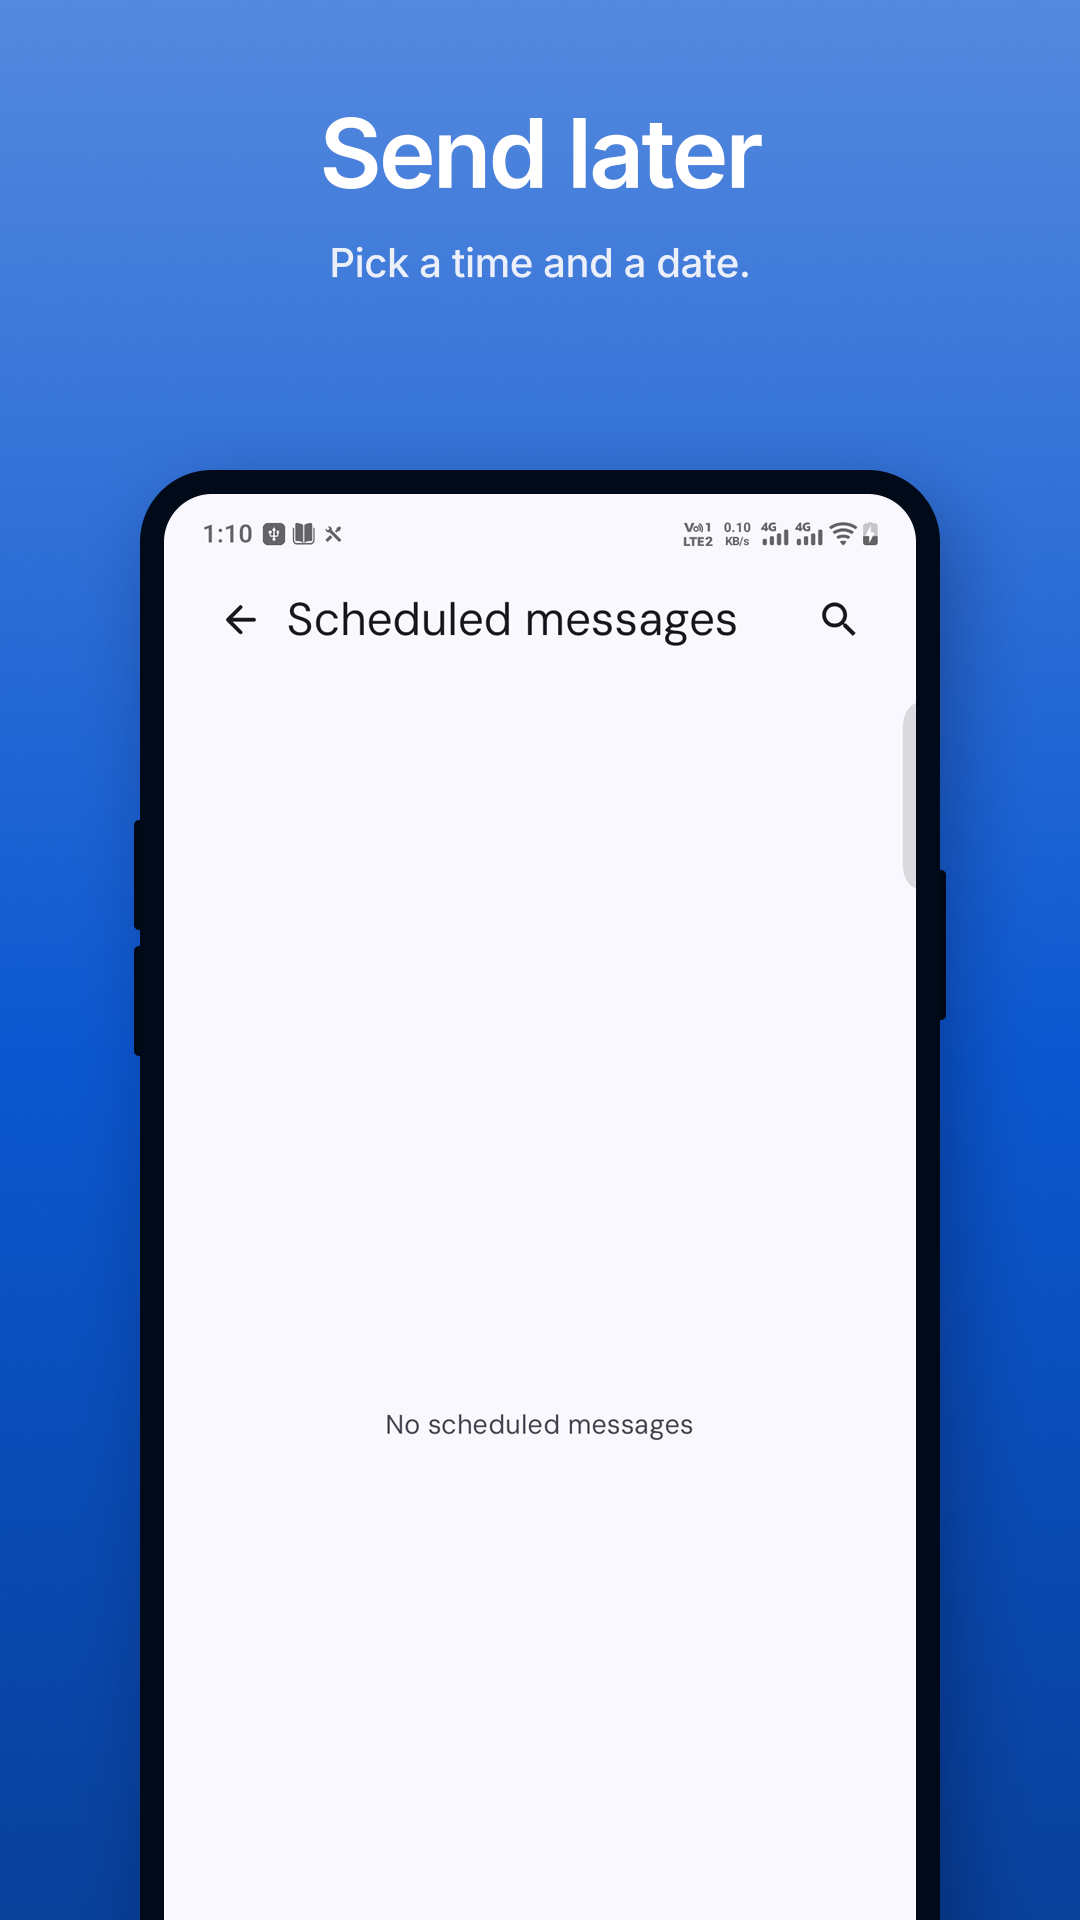 Send later
Pick a time and a date.
1:10
Vo) 1
LTE2
0.10
KB/s
4G
4G
Scheduled messages
No scheduled messages